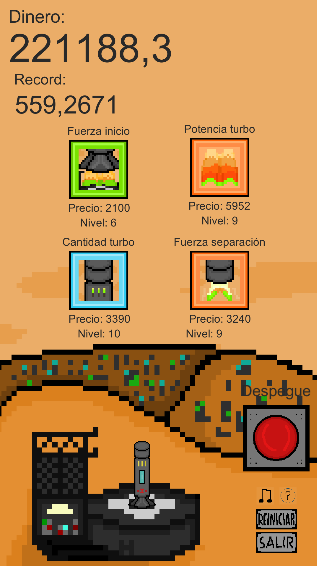 Dinero:
221188,3
Record:
559,2671
Fuerza inicio
Potencia turbo
Precio: 2100
Nivel: 6
Precio: 5952
Nivel: 9
Cantidad turbo
Fuerza separación
Precio: 3390
Nivel: 10
Precio: 3240
Nivel: 9
Despegue
?
REINICIAR
SALIR